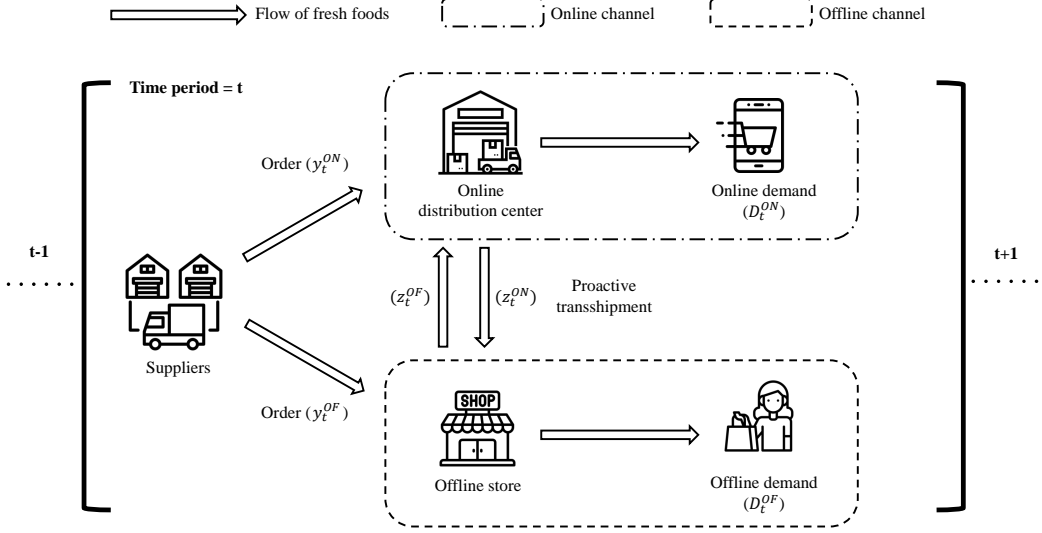 Flow of fresh foods
Online channel
Offline channel
Time period = t
Order (y_t^{ON})
Online
distribution center
Online demand
(D_t^{ON})
t-1
t+1
(z_t^{OF})
(z_t^{ON})
Proactive
transshipment
Suppliers
Order (y_t^{OF})
SHOP
Offline store
Offline demand
(D_t^{OF})